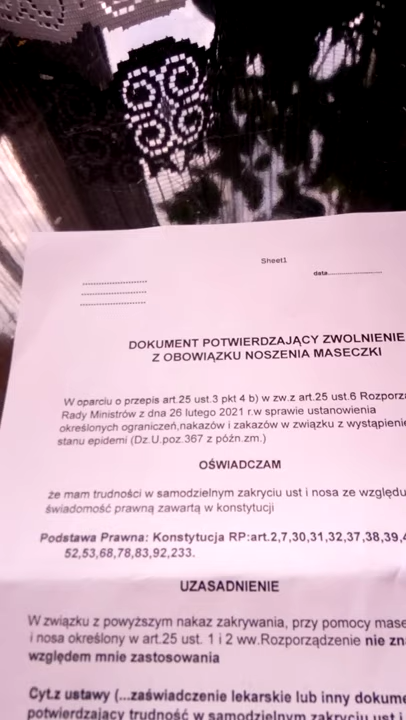 Sheet1
data
DOKUMENT POTWIERDZAJĄCY ZWOLNIENIE
Z OBOWIĄZKU NOSZENIA MASECZKI
W oparciu o przepis art.25 ust.3 pkt 4 b) w zw.z art.25 ust.6 Rozporz
Rady Ministrów z dna 26 lutego 2021 r.w sprawie ustanowienia
określonych ograniczeń,nakazów i zakazów w związku z wystąpienie
stanu epidemi (Dz.U.poz.367 z późn.zm.)
OŚWIADCZAM
że mam trudności w samodzielnym zakryciu ust i nosa ze względu
świadomość prawną zawartą w konstytucji
Podstawa Prawna: Konstytucja RP:art.2,7,30,31,32,37,38,39,4
52,53,68,78,83,92,233.
UZASADNIENIE
W związku z powyższym nakaz zakrywania, przy pomocy mase
i nosa określony w art.25 ust. 1 i 2 ww.Rozporządzenie nie zn
względem mnie zastosowania
Cyt.z ustawy (...zaświadczenie lekarskie lub inny dokume
potwierdzający trudność w samodzielnym zakryciu ust i